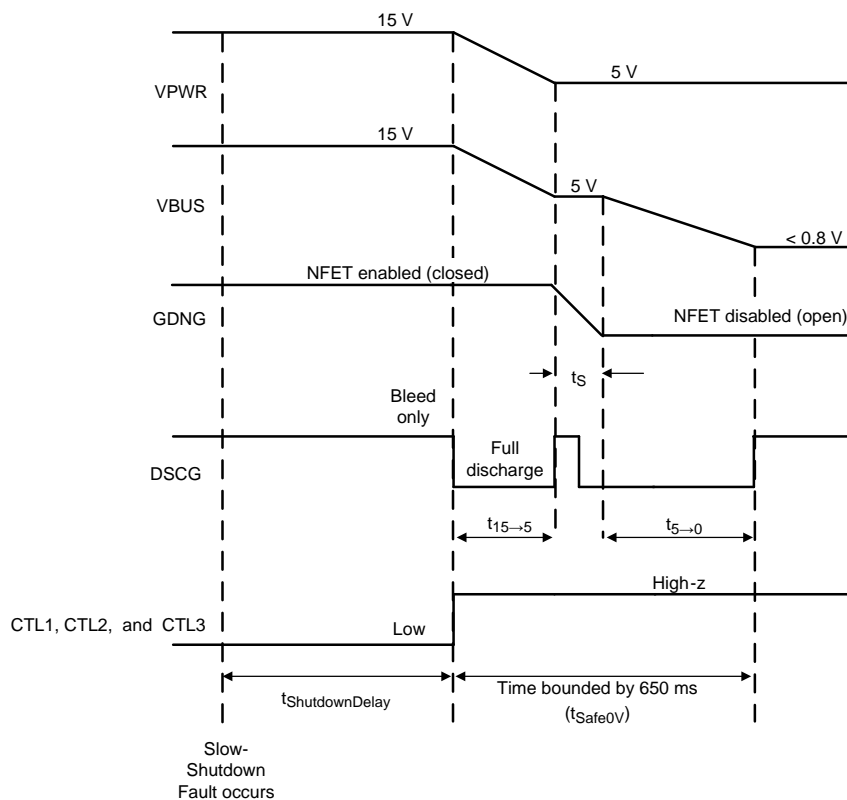 15 V
VPWR
5 V
15 V
VBUS
5 V
< 0.8 V
NFET enabled (closed)
GDNG
NFET disabled (open)
tS
Bleed
only
DSCG
Full
discharge
t15→5
t5→0
High-z
CTL1, CTL2, and CTL3
Low
tShutdownDelay
Time bounded by 650 ms
(tSafe0V)
Slow-
Shutdown
Fault occurs